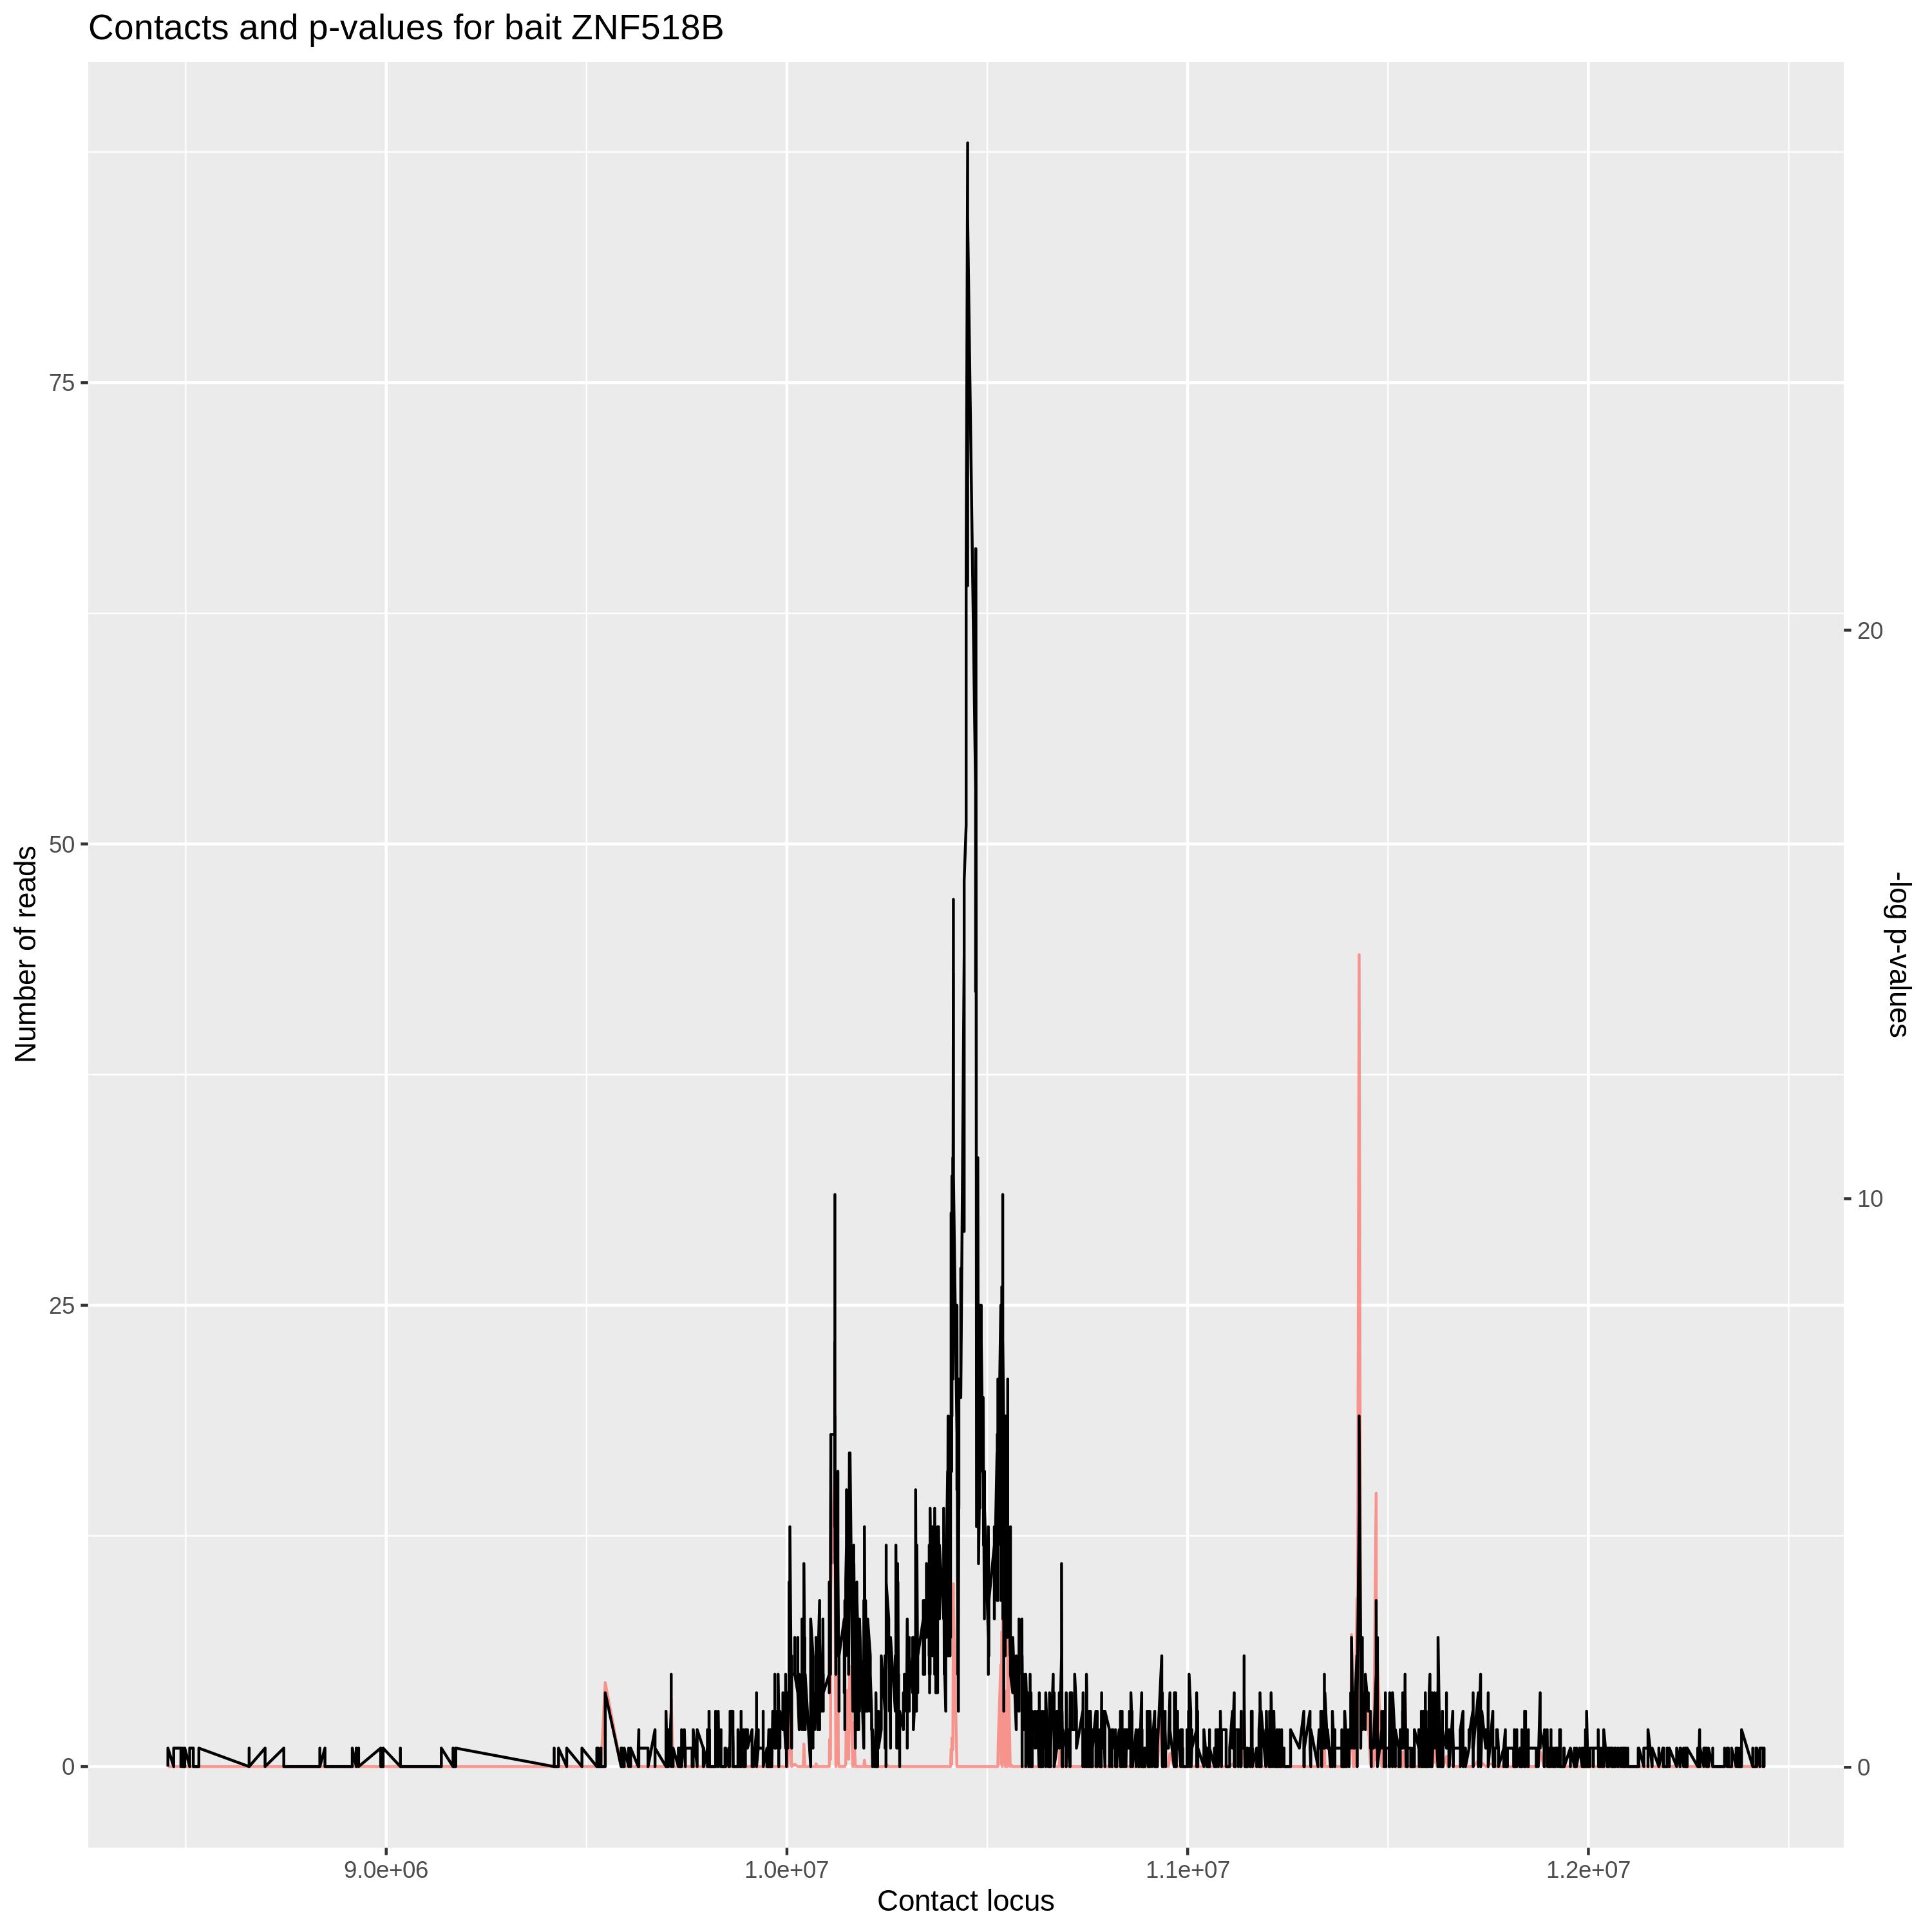 Contacts and p-values for bait ZNF518B
75
50
25
0
20
10
0
Number of reads
-log p-values
9.0e+06 1.0e+07 1.1e+07 1.2e+07
Contact locus